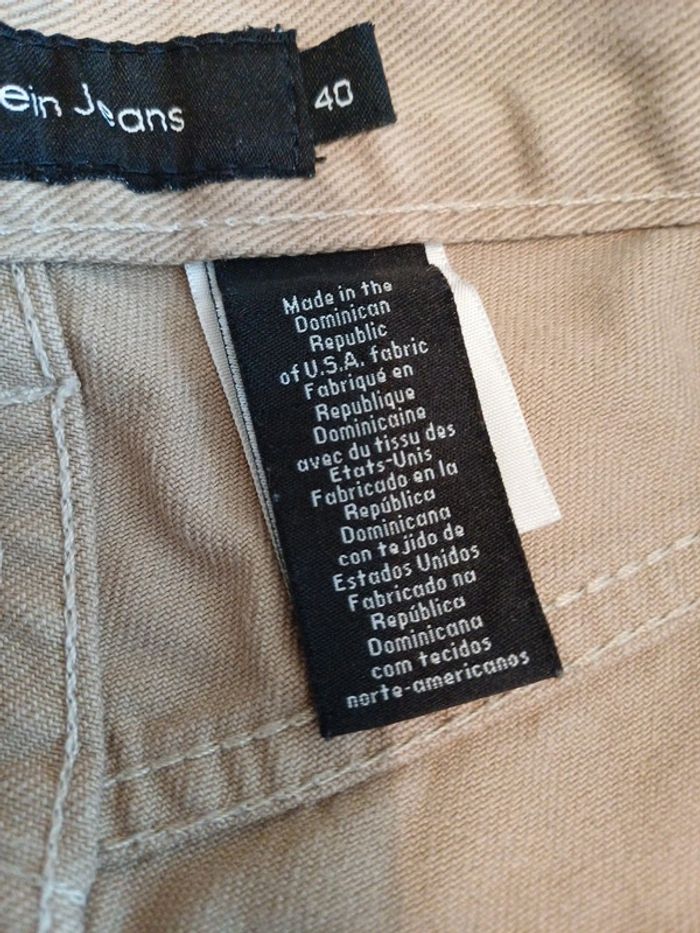 ein Jeans
40
Made in the
Dominican
Republic
of U.S.A. fabric
Fabriqué en
Republique
Dominicaine
avec du tissu des
Etats-Unis
Fabricado en la
República
Dominicana
con tejido de
Estados Unidos
Fabricado na
República
Dominicana
com tecidos
norte-americanos